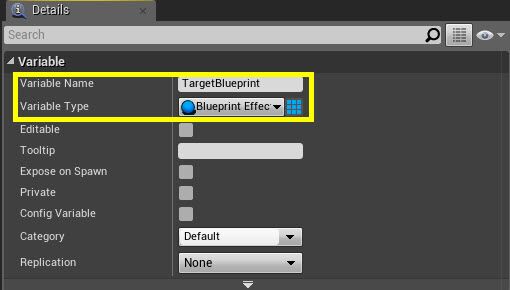 Details
Search
Variable
Variable Name TargetBlueprint
Variable Type Blueprint Effec
Editable
Tooltip
Expose on Spawn
Private
Config Variable
Category Default
Replication None